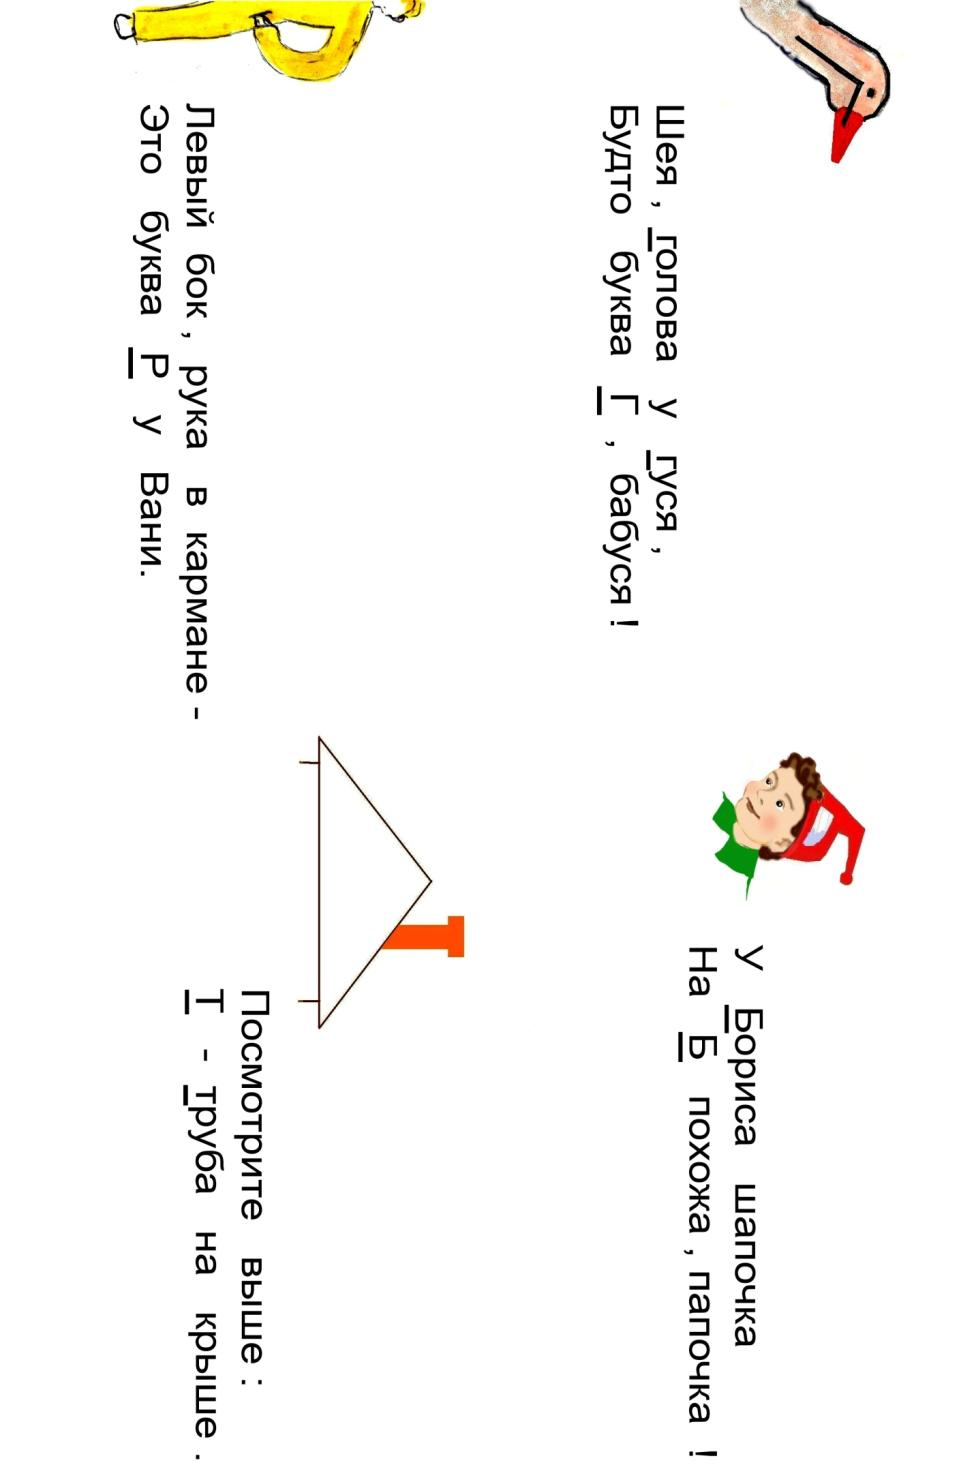 Шея , голова у гуся ,
Будто буква Г , бабуся !
У Бориса шапочка
На Б похожа , папочка !
Левый бок , рука в кармане -
Это буква Р у Вани.
Посмотрите выше :
Т - труба на крыше .